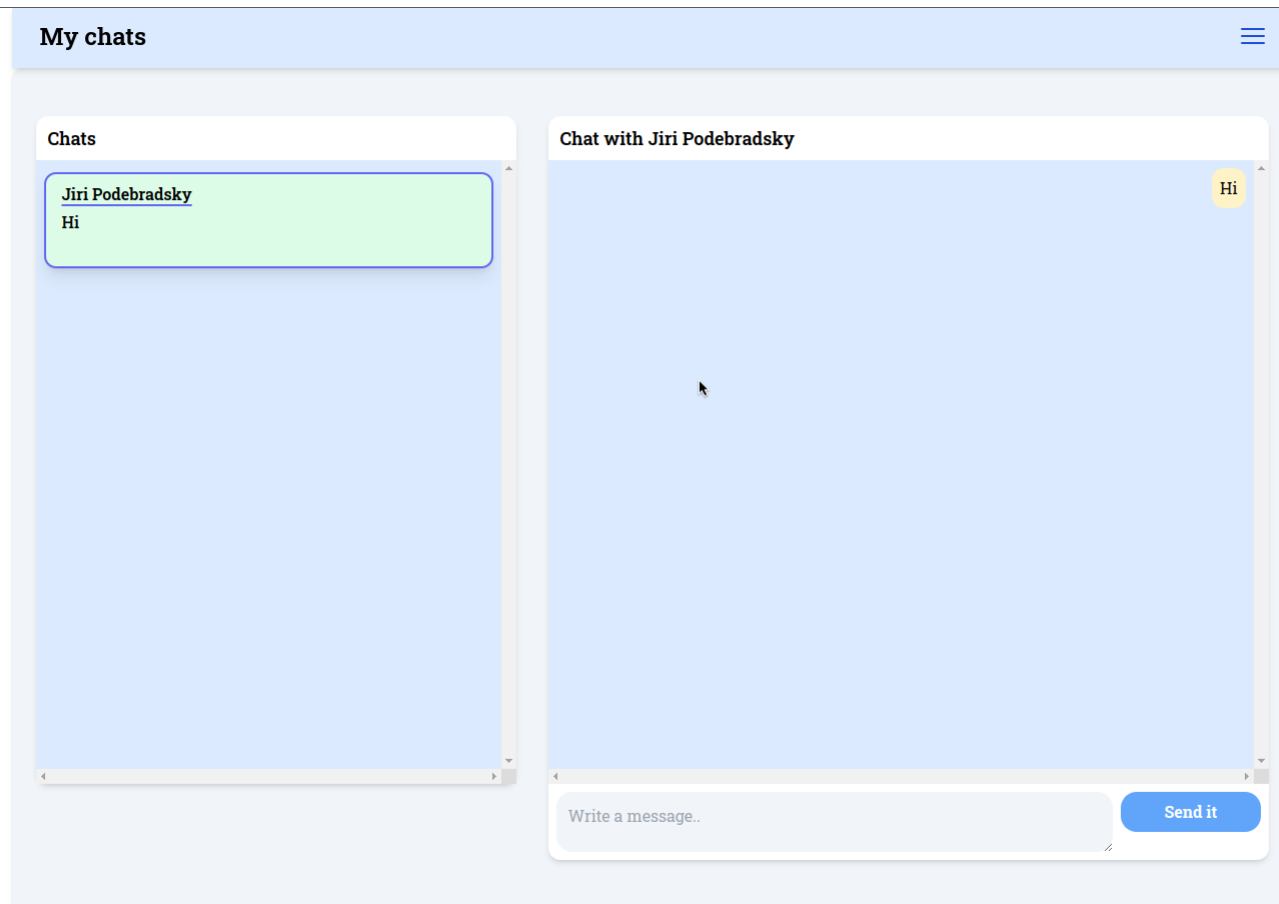 My chats
Chats
Jiri Podebradsky
Hi
Chat with Jiri Podebradsky
Hi
Write a message..
Send it